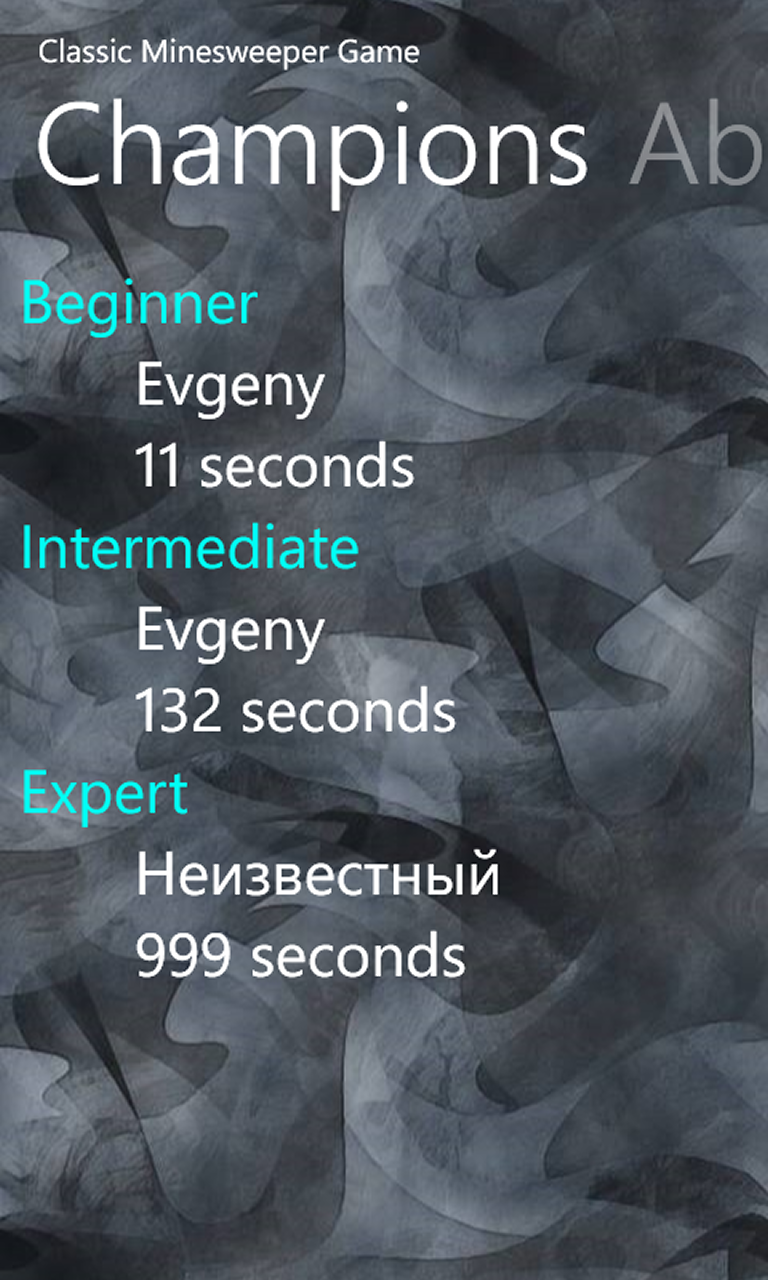 Classic Minesweeper Game
Champions Ab
Beginner
Evgeny
11 seconds
Intermediate
Evgeny
132 seconds
Expert
Неизвестный
999 seconds